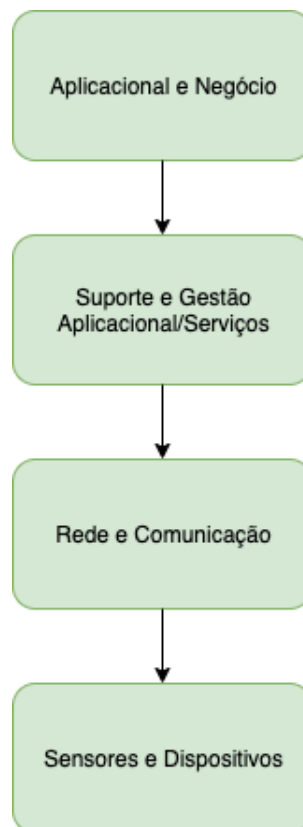 Aplicacional e Negócio
Suporte e Gestão
Aplicacional/Serviços
Rede e Comunicação
Sensores e Dispositivos